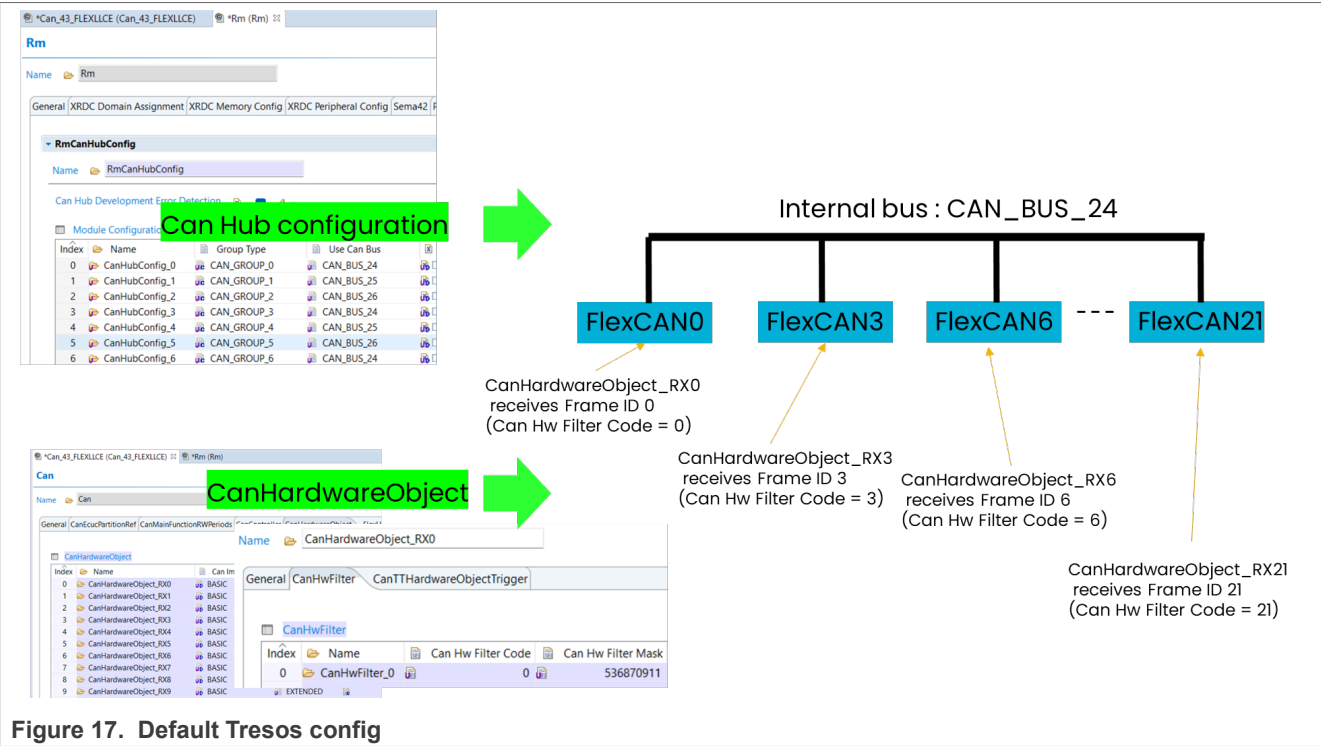 *Can_43_FLEXLLCE (Can_43_FLEXLLCE)
*Rm (Rm)
Rm
Name
Rm
General XRDC Domain Assignment XRDC Memory Config XRDC Peripheral Config Sema42
RmCanHubConfig
Name RmCanHubConfig
Can Hub Development Error Detection
Can Hub configuration
Module Configuratio
Index Name Group Type Use Can Bus
0 CanHubConfig_0 CAN_GROUP_0 CAN_BUS_24
1 CanHubConfig_1 CAN_GROUP_1 CAN_BUS_25
2 CanHubConfig_2 CAN_GROUP_2 CAN_BUS_26
3 CanHubConfig_3 CAN_GROUP_3 CAN_BUS_24
4 CanHubConfig_4 CAN_GROUP_4 CAN_BUS_25
5 CanHubConfig_5 CAN_GROUP_5 CAN_BUS_26
6 CanHubConfig_6 CAN_GROUP_6 CAN_BUS_24
Internal bus : CAN_BUS_24
FlexCAN0
FlexCAN3
FlexCAN6
---
FlexCAN21
CanHardwareObject_RX0
receives Frame ID 0
(Can Hw Filter Code = 0)
CanHardwareObject_RX3
receives Frame ID 3
(Can Hw Filter Code = 3)
CanHardwareObject_RX6
receives Frame ID 6
(Can Hw Filter Code = 6)
CanHardwareObject_RX21
receives Frame ID 21
(Can Hw Filter Code = 21)
*Can_43_FLEXLLCE (Can_43_FLEXLLCE)
*Rm (Rm)
Can
Name Can
CanHardwareObject
General CanEcucPartitionRef CanMainFunctionRWPeriods
CanHardwareObject
Index Name Can Im
0 CanHardwareObject_RX0 BASIC
1 CanHardwareObject_RX1 BASIC
2 CanHardwareObject_RX2 BASIC
3 CanHardwareObject_RX3 BASIC
4 CanHardwareObject_RX4 BASIC
5 CanHardwareObject_RX5 BASIC
6 CanHardwareObject_RX6 BASIC
7 CanHardwareObject_RX7 BASIC
8 CanHardwareObject_RX8 BASIC
9 CanHardwareObject_RX9 BASIC
EXTENDED
Name CanHardwareObject_RX0
General CanHwFilter CanTTHardwareObjectTrigger
CanHwFilter
Index Name Can Hw Filter Code Can Hw Filter Mask
0 CanHwFilter_0 0 536870911
Figure 17. Default Tresos config